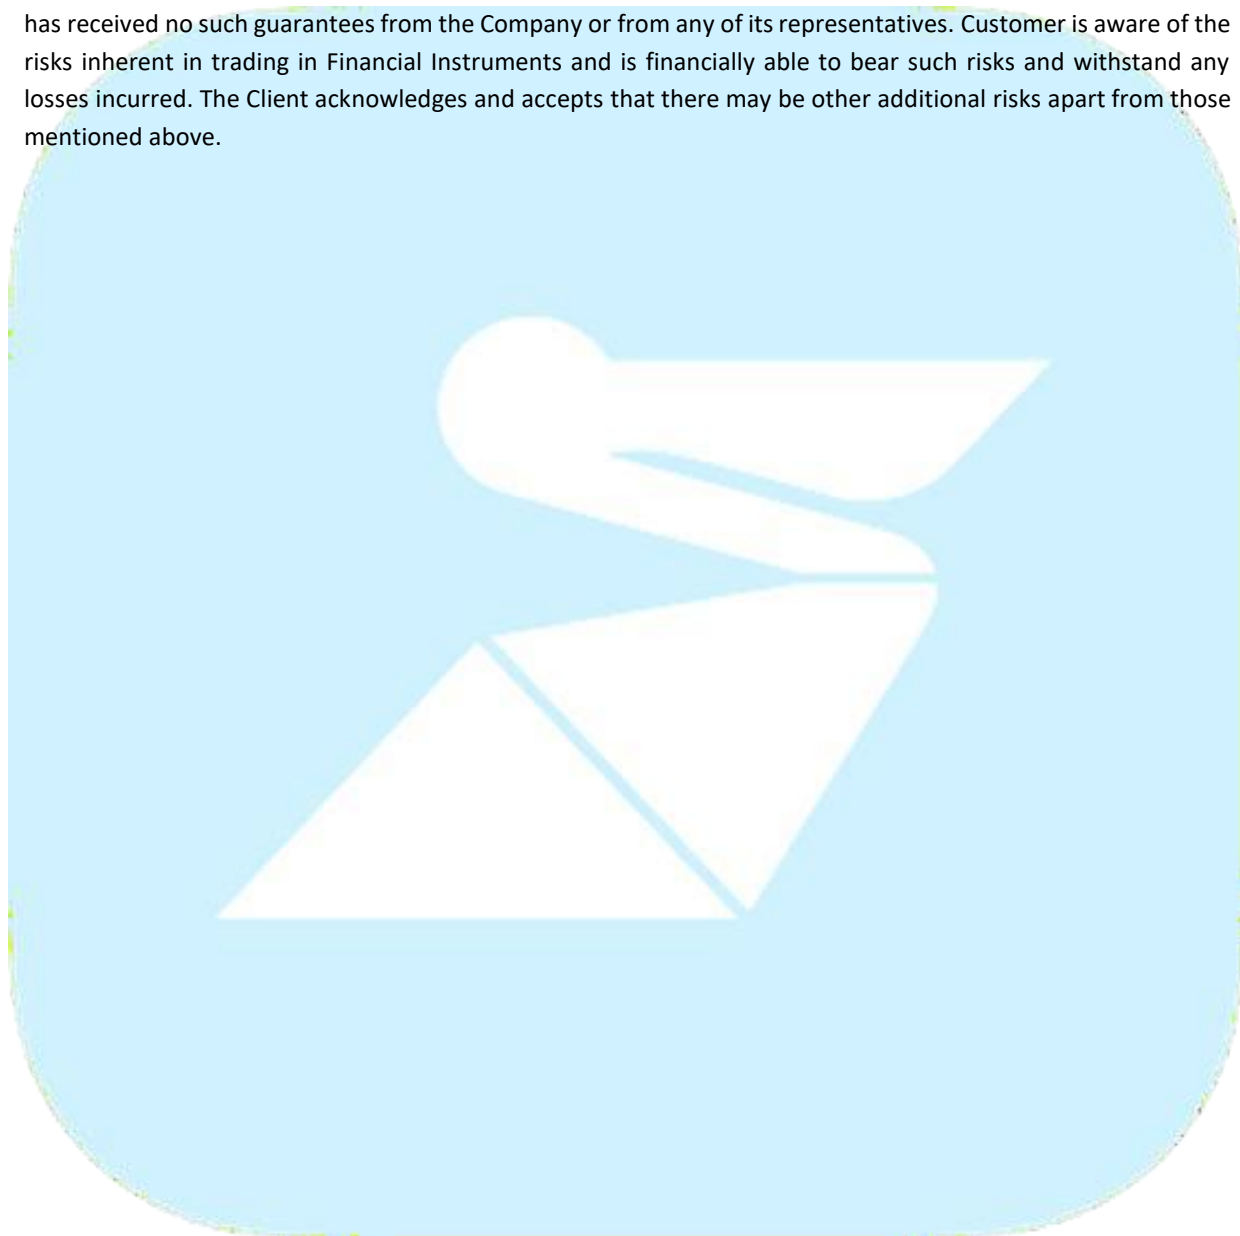 has received no such guarantees from the Company or from any of its representatives. Customer is aware of the
risks inherent in trading in Financial Instruments and is financially able to bear such risks and withstand any
losses incurred. The Client acknowledges and accepts that there may be other additional risks apart from those
mentioned above.